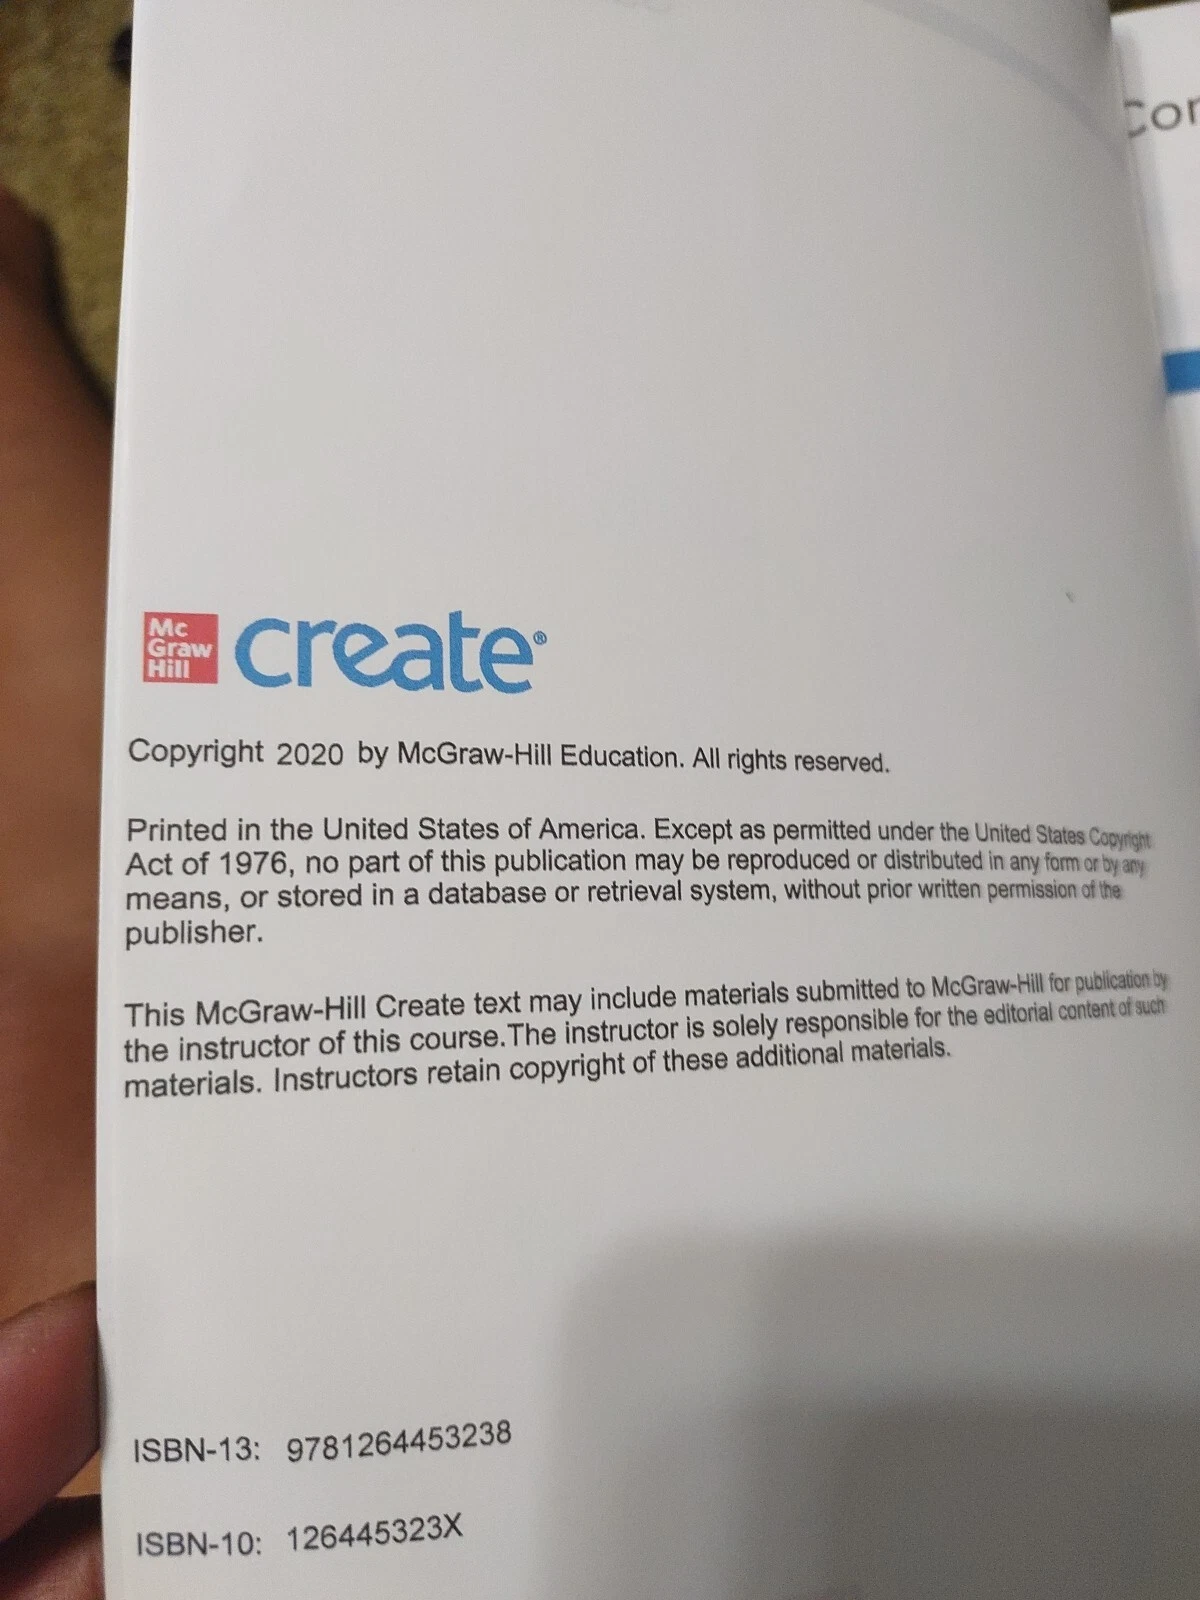 Mc
Graw
Hill
create®
Copyright 2020 by McGraw-Hill Education. All rights reserved.
Printed in the United States of America. Except as permitted under the United States Copyright
Act of 1976, no part of this publication may be reproduced or distributed in any form or by any
means, or stored in a database or retrieval system, without prior written permission of the
publisher.
This McGraw-Hill Create text may include materials submitted to McGraw-Hill for publication by
the instructor of this course.The instructor is solely responsible for the editorial content of such
materials. Instructors retain copyright of these additional materials.
ISBN-13: 9781264453238
ISBN-10: 126445323X